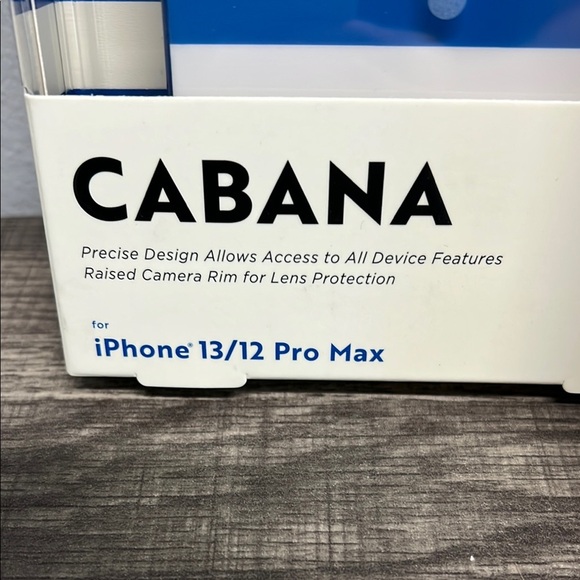 CABANA
Precise Design Allows Access to All Device Features
Raised Camera Rim for Lens Protection
for
iPhone® 13/12 Pro Max